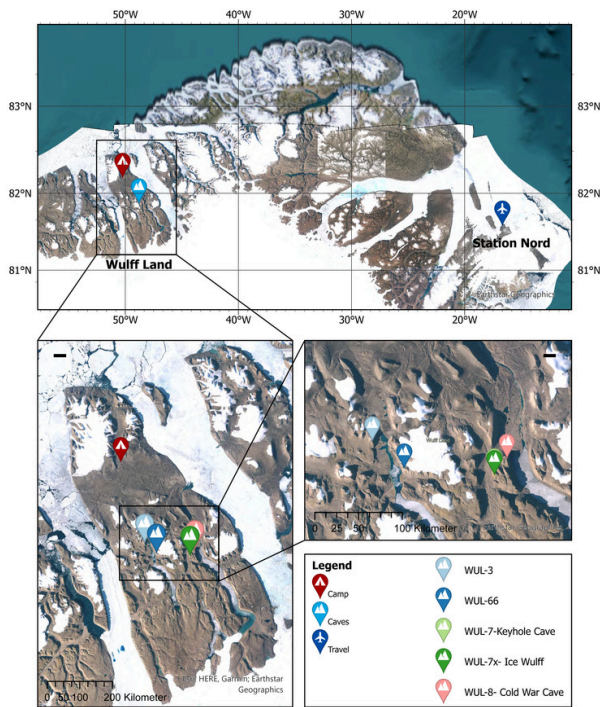 50°W 40°W 30°W 20°W
83°N 83°N
82°N 82°N
Station Nord
Wulff Land
81°N 81°N
Earthstar Geographics
50°W 40°W 30°W 20°W
0 25 50 100 Kilometer
HERE, Garmin, Earthstar
Geographics
0 50 100 200 Kilometer
Legend
Camp
Caves
Travel
WUL-3
WUL-66
WUL-7-Keyhole Cave
WUL-7x- Ice Wulff
WUL-8- Cold War Cave